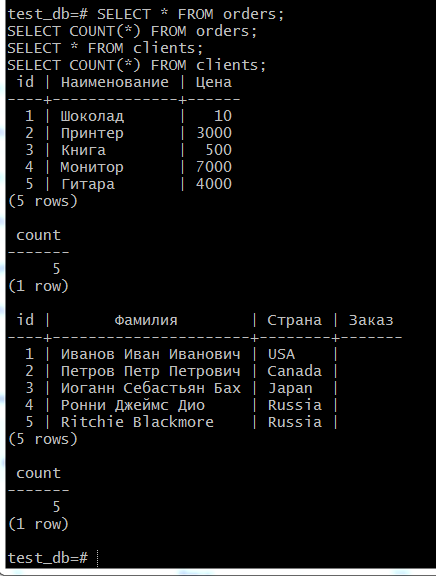 test_db=# SELECT * FROM orders;
SELECT COUNT(*) FROM orders;
SELECT * FROM clients;
SELECT COUNT(*) FROM clients;
 id | Наименование | Цена
----+--------------+------
  1 | Шоколад      |   10
  2 | Принтер      | 3000
  3 | Книга        |  500
  4 | Монитор      | 7000
  5 | Гитара       | 4000
(5 rows)

 count
-------
     5
(1 row)

 id |       Фамилия        | Страна | Заказ
----+----------------------+--------+-------
  1 | Иванов Иван Иванович | USA    |
  2 | Петров Петр Петрович | Canada |
  3 | Иоганн Себастьян Бах | Japan  |
  4 | Ронни Джеймс Дио     | Russia |
  5 | Ritchie Blackmore    | Russia |
(5 rows)

 count
-------
     5
(1 row)

test_db=#